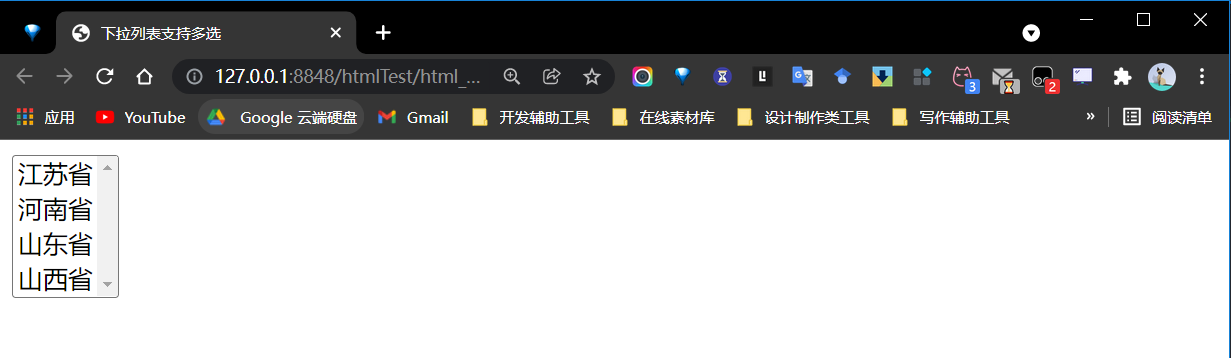 下拉列表支持多选
127.0.0.1:8848/htmlTest/html_...
3
2
应用
YouTube
Google 云端硬盘
Gmail
开发辅助工具
在线素材库
设计制作类工具
写作辅助工具
»
阅读清单
江苏省
河南省
山东省
山西省